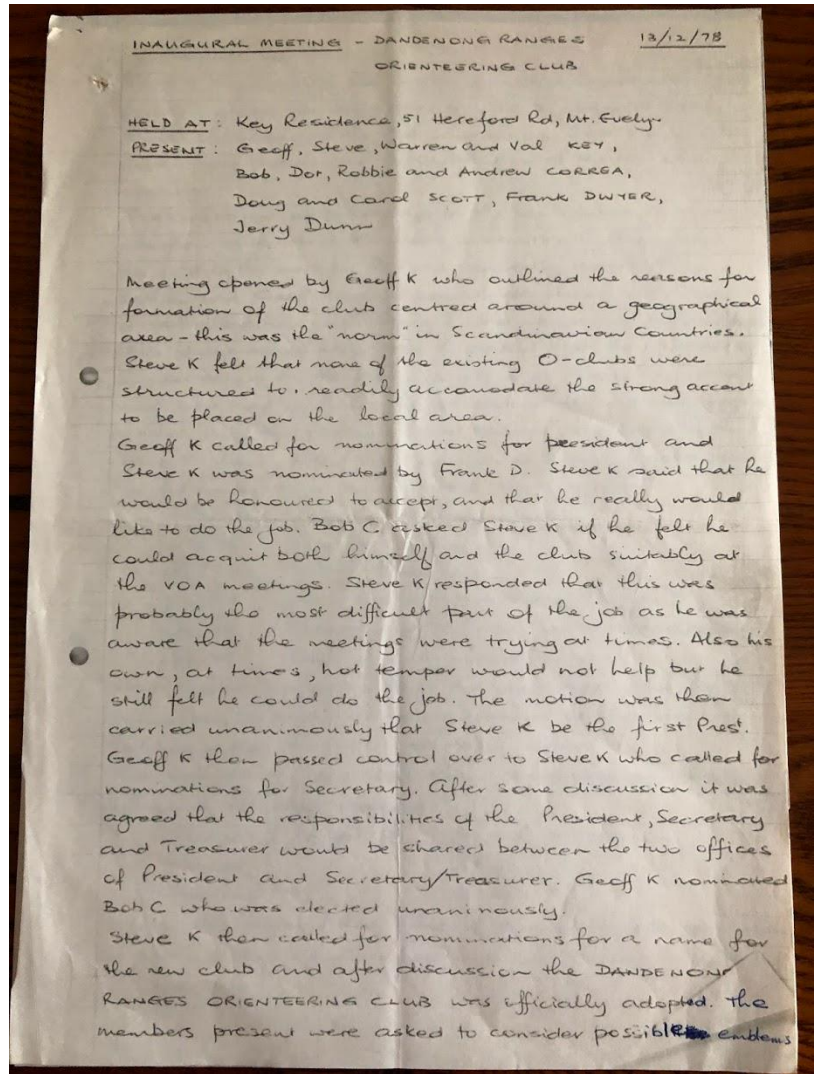 INAUGURAL MEETING - DANDENONG RANGES 13/12/78
ORIENTEERING CLUB
HELD AT: Key Residence, 51 Hereford Rd, Mt. Evelyn
PRESENT: Geoff, Steve, Warren and Val KEY,
Bob, Dot, Robbie and Andrew CORREA,
Doug and Carol SCOTT, Frank DWYER,
Jerry Dunn
Meeting opened by Geoff K who outlined the reasons for
formation of the club centred around a geographical
area - this was the "norm" in Scandinavian Countries.
Steve K felt that none of the existing O-clubs were
structured to readily accomodate the strong accent
to be placed on the local area.
Geoff K called for nominations for president and
Steve K was nominated by Frank D. Steve K said that he
would be honoured to accept, and that he really would
like to do the job. Bob C asked Steve K if he felt he
could acquit both himself and the club suitably at
the VOA meetings. Steve K responded that this was
probably the most difficult part of the job as he was
aware that the meetings were trying at times. Also his
own, at times, hot temper would not help but he
still felt he could do the job. The motion was then
carried unanimously that Steve K be the first Pres'.
Geoff K then passed control over to Steve K who called for
nominations for Secretary. After some discussion it was
agreed that the responsibilities of the President, Secretary
and Treasurer would be shared between the two offices
of President and Secretary/Treasurer. Geoff K nominated
Bob C who was elected unanimously.
Steve K then called for nominations for a name for
the new club and after discussion the DANDENONG
RANGES ORIENTEERING CLUB was officially adopted. The
members present were asked to consider possible emblems